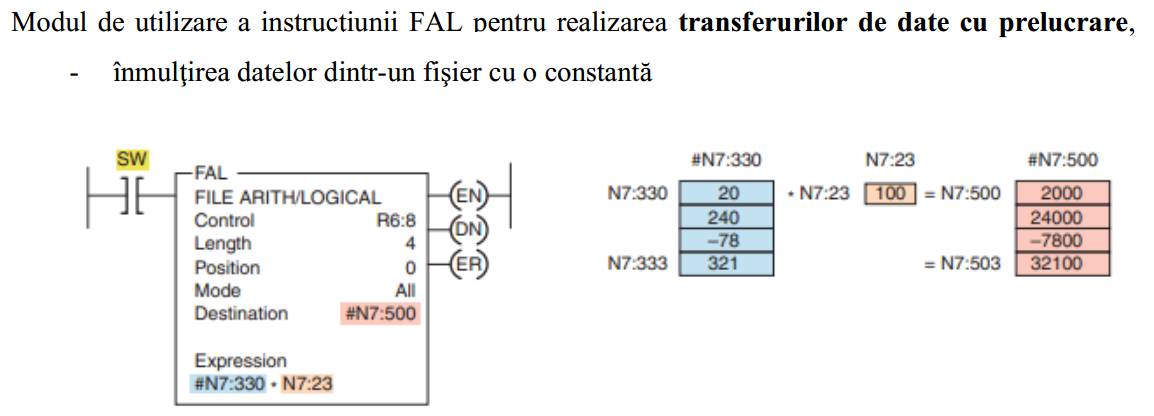 Modul de utilizare a instrucţiunii FAL pentru realizarea transferurilor de date cu prelucrare,
- înmulţirea datelor dintr-un fişier cu o constantă
SW
FAL
FILE ARITH/LOGICAL
Control R6:8
Length 4
Position 0
Mode All
Destination #N7:500
Expression
#N7:330 * N7:23
EN
DN
ER
#N7:330 N7:23 #N7:500
N7:330 20 * N7:23 100 = N7:500 2000
240 24000
–78 –7800
N7:333 321 = N7:503 32100